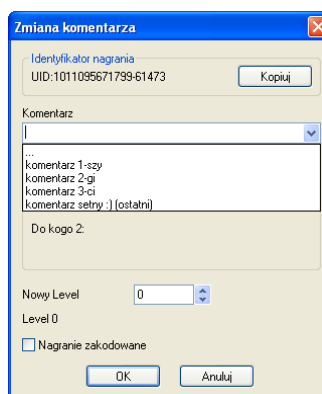 Zmiana komentarza
Identyfikator nagrania
UID:1011095671799-61473
Kopiuj
Komentarz
...
komentarz 1-szy
komentarz 2-gi
komentarz 3-ci
komentarz setny :) (ostatni)
Do kogo 2:
Nowy Level
0
Level 0
Nagranie zakodowane
OK
Anuluj